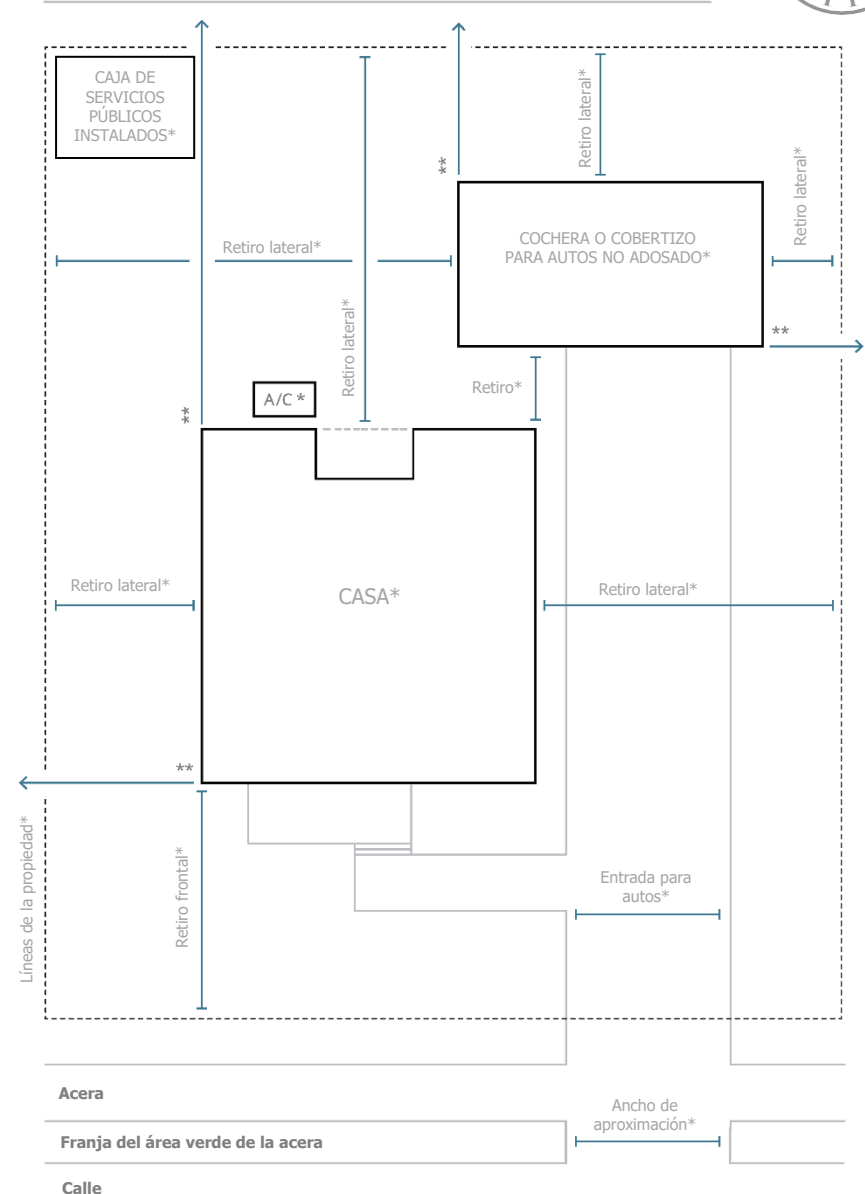 CAJA DE
SERVICIOS
PÚBLICOS
INSTALADOS*
Retiro lateral*
**
Retiro lateral*
COCHERA O COBERTIZO
PARA AUTOS NO ADOSADO*
Retiro lateral*
**
Retiro lateral*
Retiro*
A/C *
**
Retiro lateral*
CASA*
Retiro lateral*
**
Líneas de la propiedad*
Retiro frontal*
Entrada para
autos*
Acera
Ancho de
aproximación*
Franja del área verde de la acera
Calle